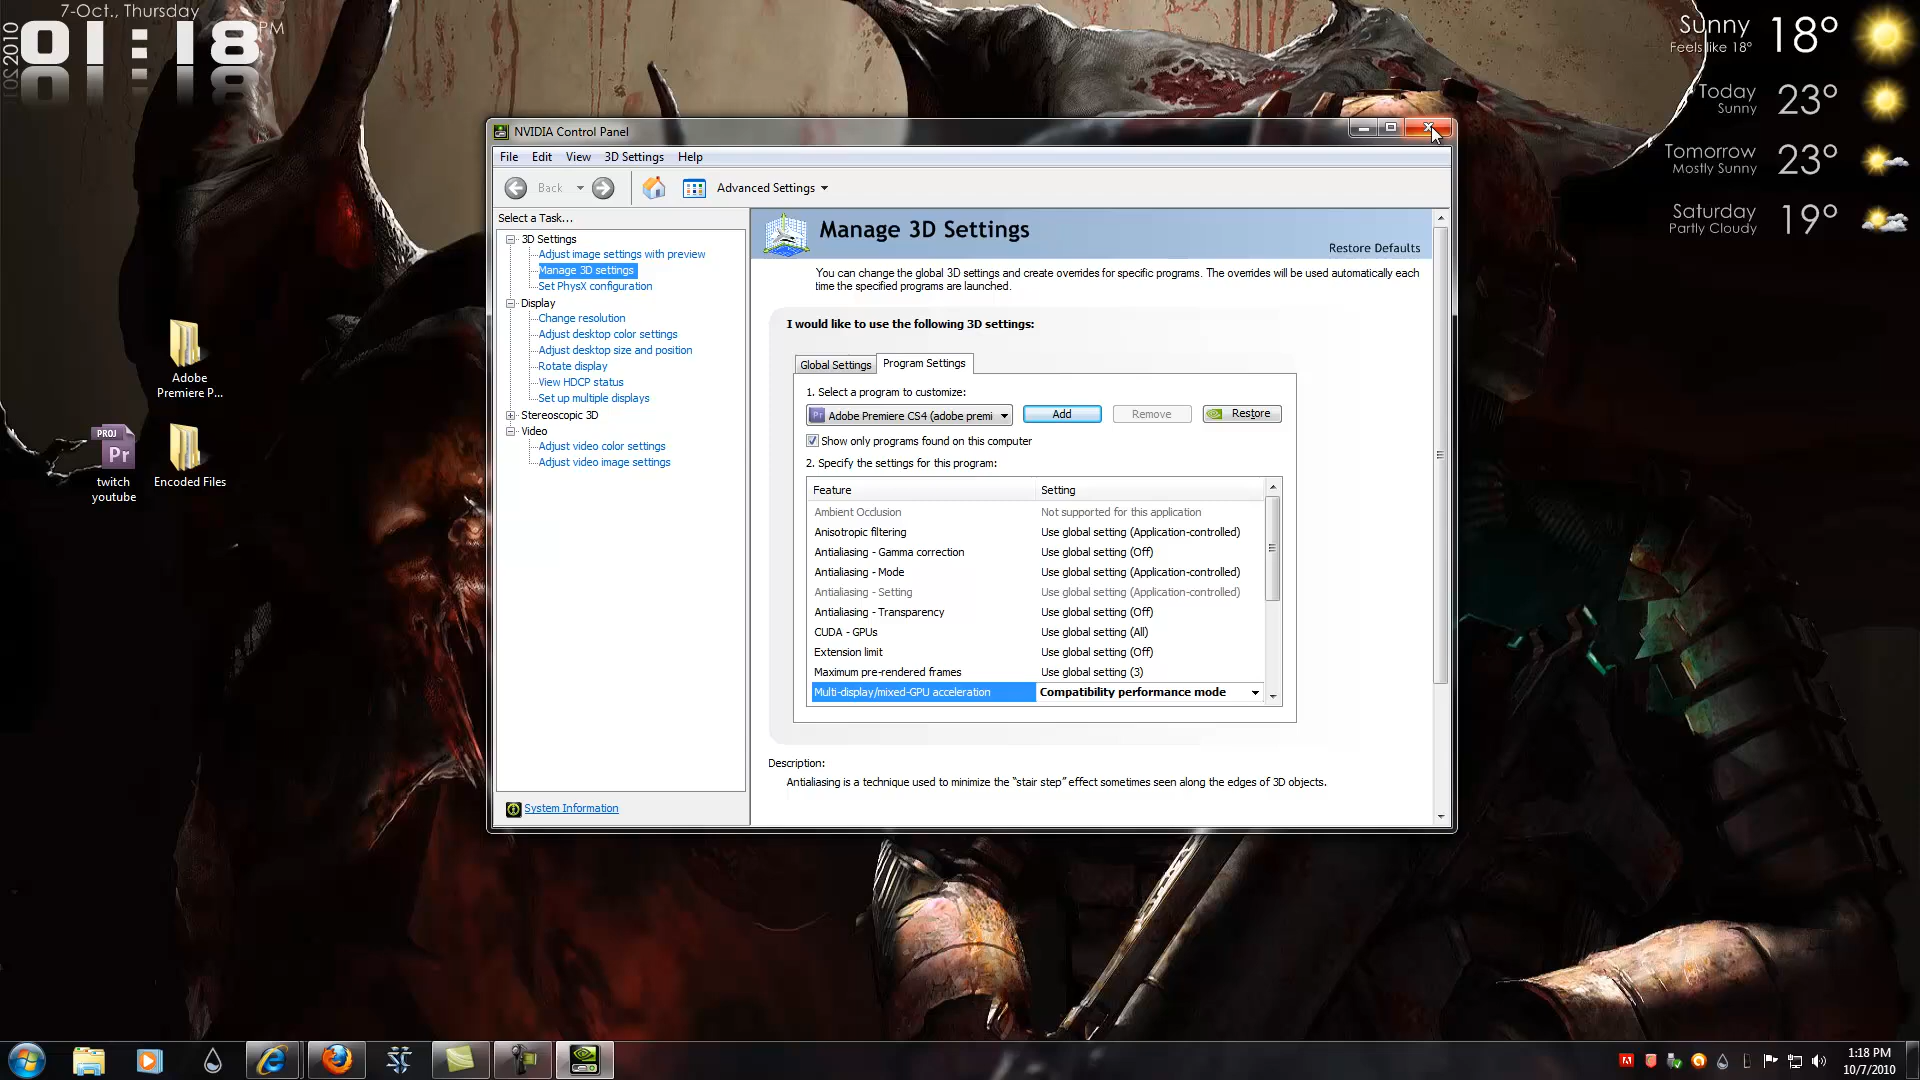 7-Oct., Thursday
2010
01:18
PM
Sunny
Feels like 18°
18°
Today
Sunny
23°
Tomorrow
Mostly Sunny
23°
Saturday
Partly Cloudy
19°
Adobe
Premiere P...
PROJ
Pr
twitch
youtube
Encoded Files
NVIDIA Control Panel
File Edit View 3D Settings Help
Back
Advanced Settings
Select a Task...
3D Settings
Adjust image settings with preview
Manage 3D settings
Set PhysX configuration
Display
Change resolution
Adjust desktop color settings
Adjust desktop size and position
Rotate display
View HDCP status
Set up multiple displays
Stereoscopic 3D
Video
Adjust video color settings
Adjust video image settings
System Information
Manage 3D Settings
Restore Defaults
You can change the global 3D settings and create overrides for specific programs. The overrides will be used automatically each
time the specified programs are launched.
I would like to use the following 3D settings:
Global Settings
Program Settings
1. Select a program to customize:
Pr
Adobe Premiere CS4 (adobe premi
Add
Remove
Restore
Show only programs found on this computer
2. Specify the settings for this program:
Feature Setting
Ambient Occlusion Not supported for this application
Anisotropic filtering Use global setting (Application-controlled)
Antialiasing - Gamma correction Use global setting (Off)
Antialiasing - Mode Use global setting (Application-controlled)
Antialiasing - Setting Use global setting (Application-controlled)
Antialiasing - Transparency Use global setting (Off)
CUDA - GPUs Use global setting (All)
Extension limit Use global setting (Off)
Maximum pre-rendered frames Use global setting (3)
Multi-display/mixed-GPU acceleration Compatibility performance mode
Description:
Antialiasing is a technique used to minimize the “stair step” effect sometimes seen along the edges of 3D objects.
1:18 PM
10/7/2010